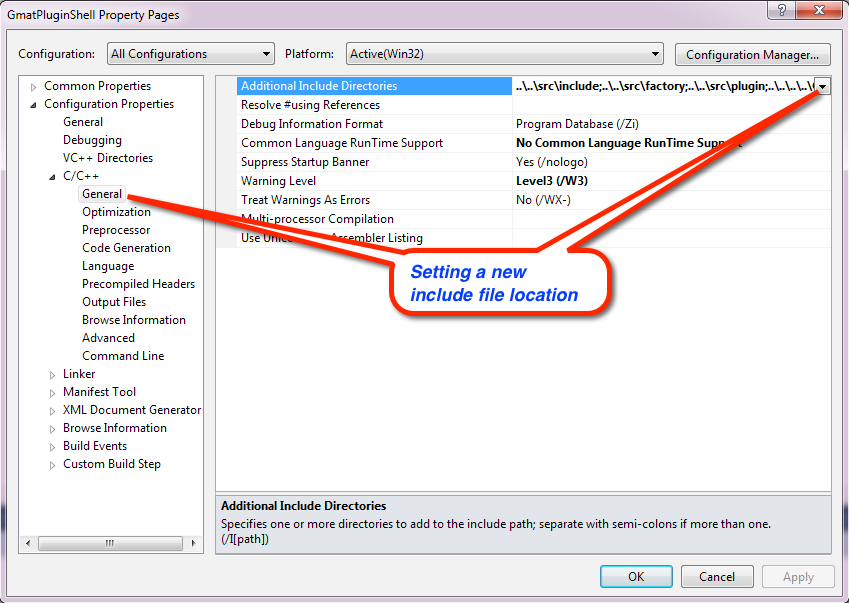 GmatPluginShell Property Pages
Configuration: All Configurations Platform: Active(Win32) Configuration Manager...
Common Properties
Configuration Properties
General
Debugging
VC++ Directories
C/C++
General
Optimization
Preprocessor
Code Generation
Language
Precompiled Headers
Output Files
Browse Information
Advanced
Command Line
Linker
Manifest Tool
XML Document Generator
Browse Information
Build Events
Custom Build Step
Additional Include Directories ..\..\src\include;..\..\src\factory;..\..\src\plugin;..\..\..\..\
Resolve #using References
Debug Information Format Program Database (/Zi)
Common Language RunTime Support No Common Language RunTime
Suppress Startup Banner Yes (/nologo)
Warning Level Level3 (/W3)
Treat Warnings As Errors No (/WX-)
Multi-processor Compilation
Use Assembler Listing
Setting a new
include file location
Additional Include Directories
Specifies one or more directories to add to the include path; separate with semi-colons if more than one.
(/I[path])
OK Cancel Apply